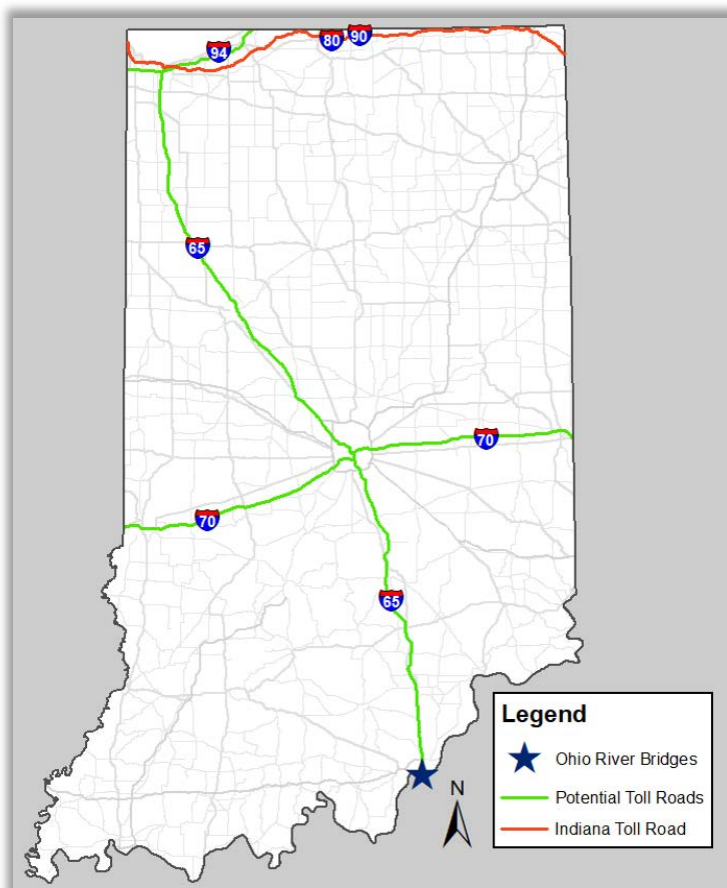 80
90
94
65
70
70
65
N
Legend
Ohio River Bridges
Potential Toll Roads
Indiana Toll Road